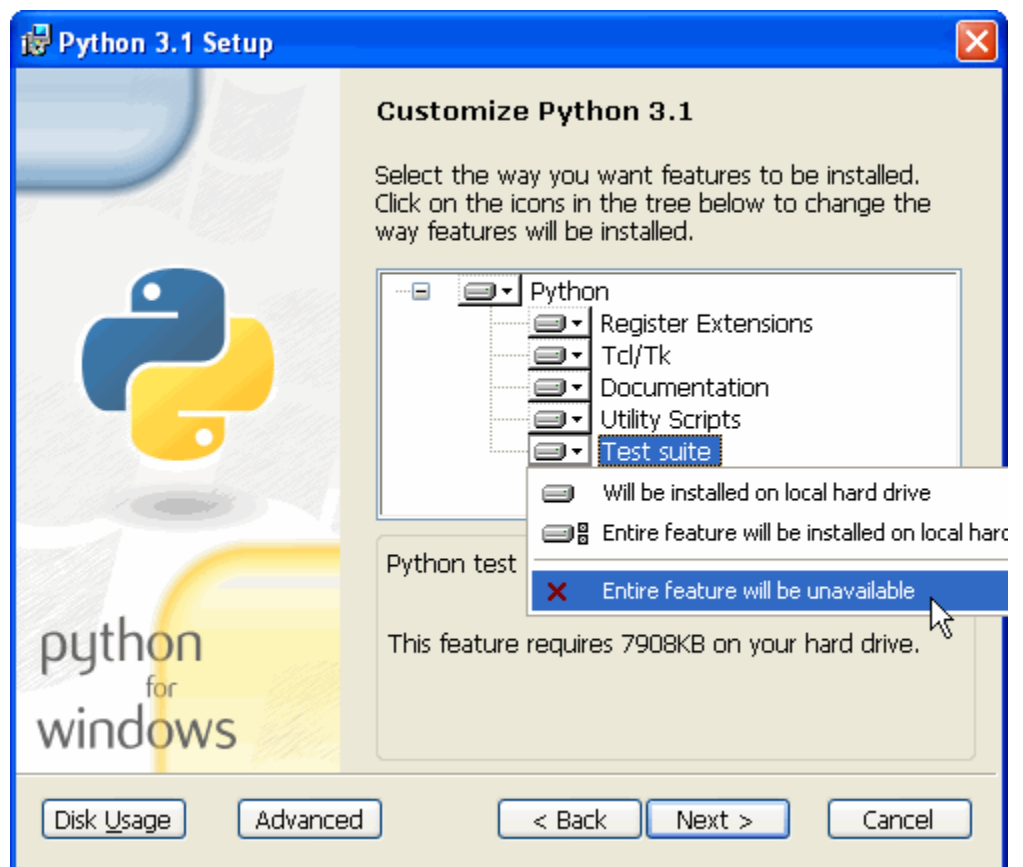 Python 3.1 Setup
Customize Python 3.1
Select the way you want features to be installed.
Click on the icons in the tree below to change the
way features will be installed.
Python
Register Extensions
Tcl/Tk
Documentation
Utility Scripts
Test suite
Will be installed on local hard drive
Entire feature will be installed on local hard
Python test
Entire feature will be unavailable
This feature requires 7908KB on your hard drive.
python
for
windows
Disk Usage
Advanced
< Back
Next >
Cancel